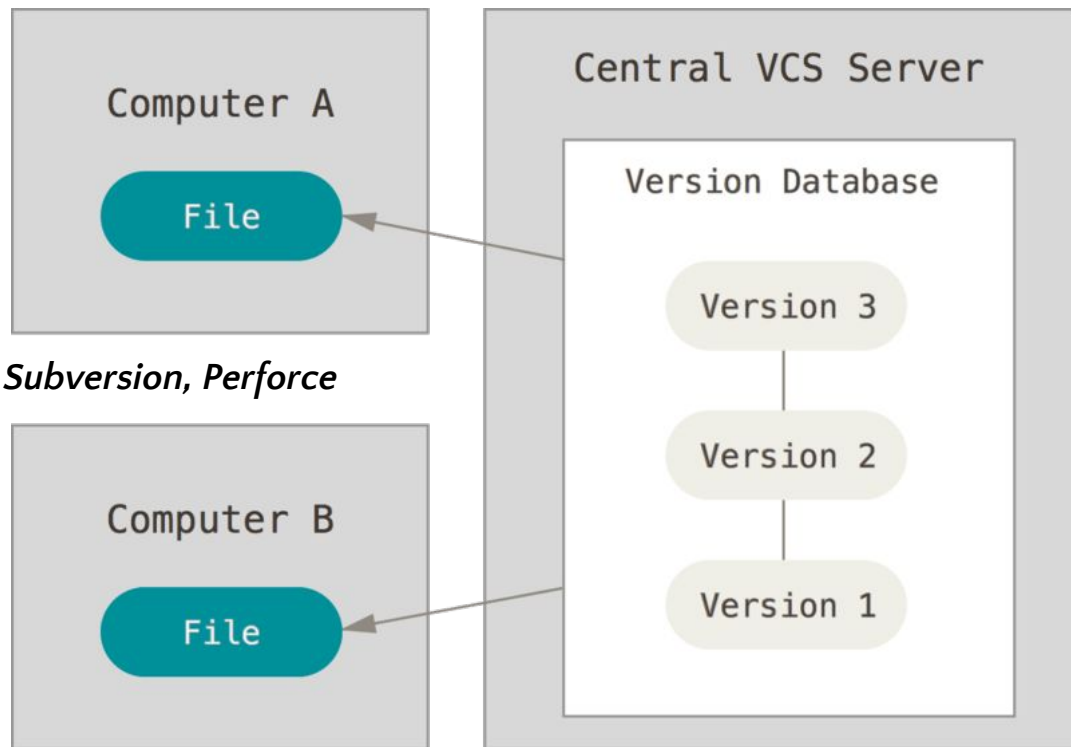 Computer A
File
Subversion, Perforce
Computer B
File
Central VCS Server
Version Database
Version 3
Version 2
Version 1